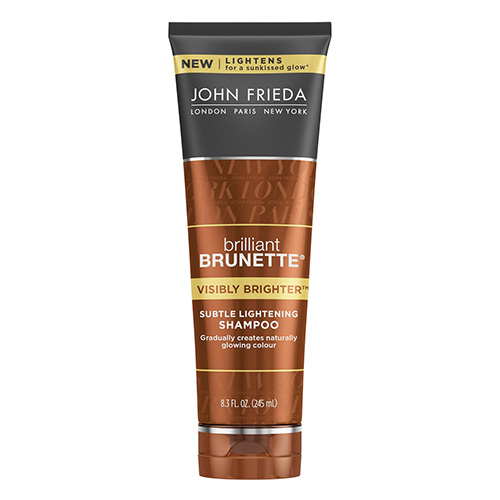 NEW | LIGHTENS
for a sunkissed glow*
JOHN FRIEDA
LONDON PARIS NEW YORK
brilliant
BRUNETTE®
VISIBLY BRIGHTER™
SUBTLE LIGHTENING
SHAMPOO
Gradually creates naturally
glowing colour
8.3 FL. OZ. (245 mL)